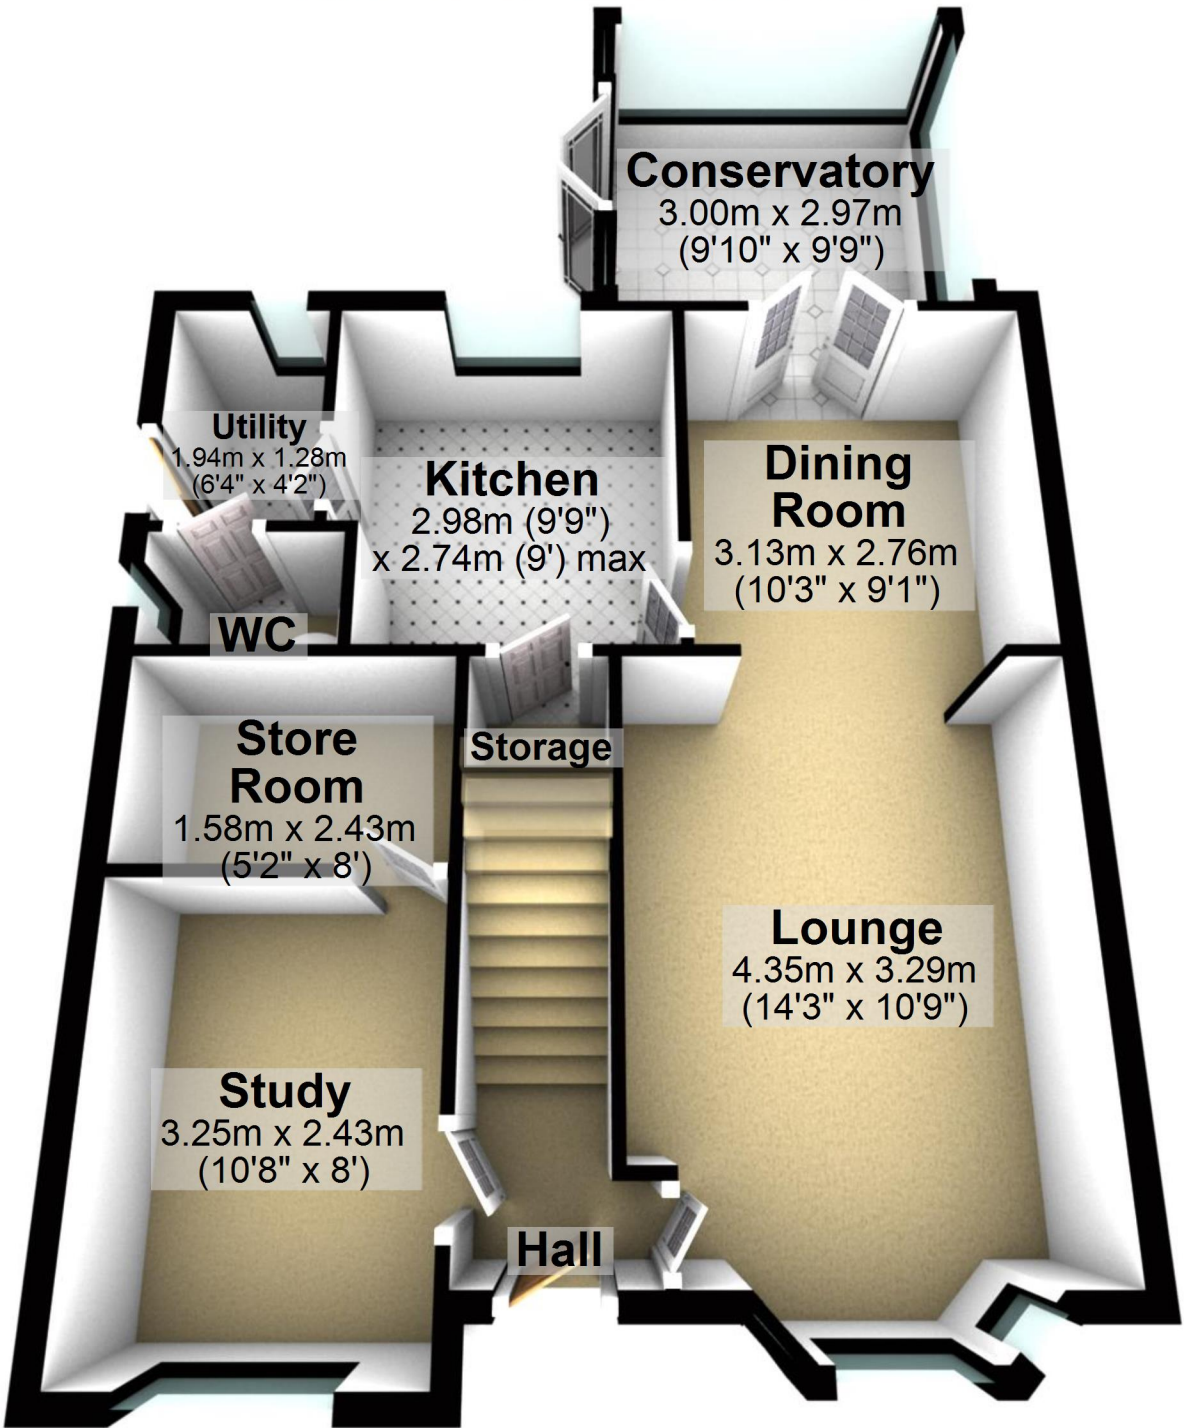 Conservatory
3.00m x 2.97m
(9'10" x 9'9")
Utility
1.94m x 1.28m
(6'4" x 4'2")
Kitchen
2.98m (9'9")
x 2.74m (9') max
Dining
Room
3.13m x 2.76m
(10'3" x 9'1")
WC
Store
Room
1.58m x 2.43m
(5'2" x 8')
Storage
Lounge
4.35m x 3.29m
(14'3" x 10'9")
Study
3.25m x 2.43m
(10'8" x 8')
Hall